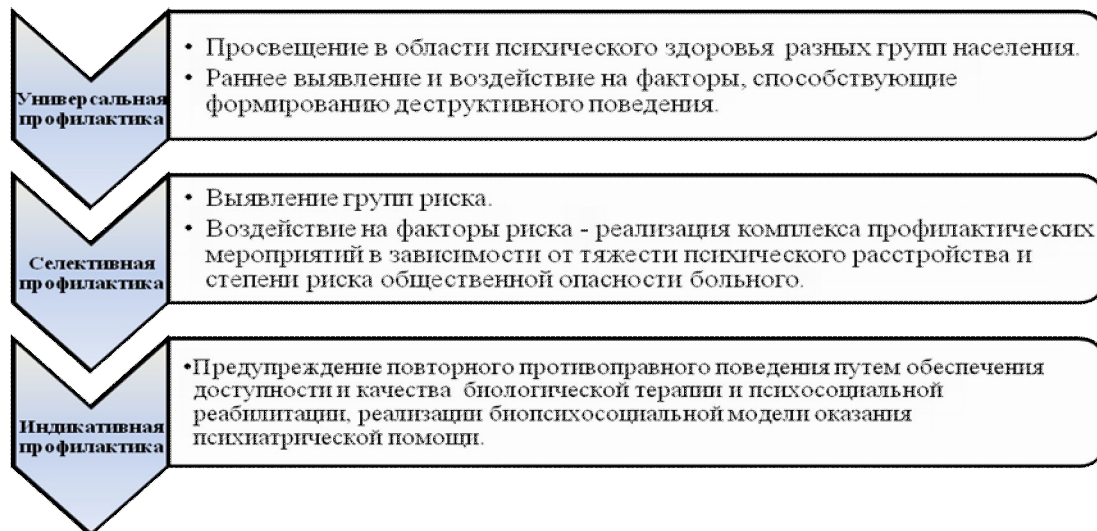 Универсальная
профилактика
• Просвещение в области психического здоровья разных групп населения.
• Раннее выявление и воздействие на факторы, способствующие
формированию деструктивного поведения.
Селективная
профилактика
• Выявление групп риска.
• Воздействие на факторы риска - реализация комплекса профилактических
мероприятий в зависимости от тяжести психического расстройства и
степени риска общественной опасности больного.
Индикативная
профилактика
•Предупреждение повторного противоправного поведения путем обеспечения
доступности и качества биологической терапии и психосоциальной
реабилитации, реализации биопсихосоциальной модели оказания
психиатрической помощи.